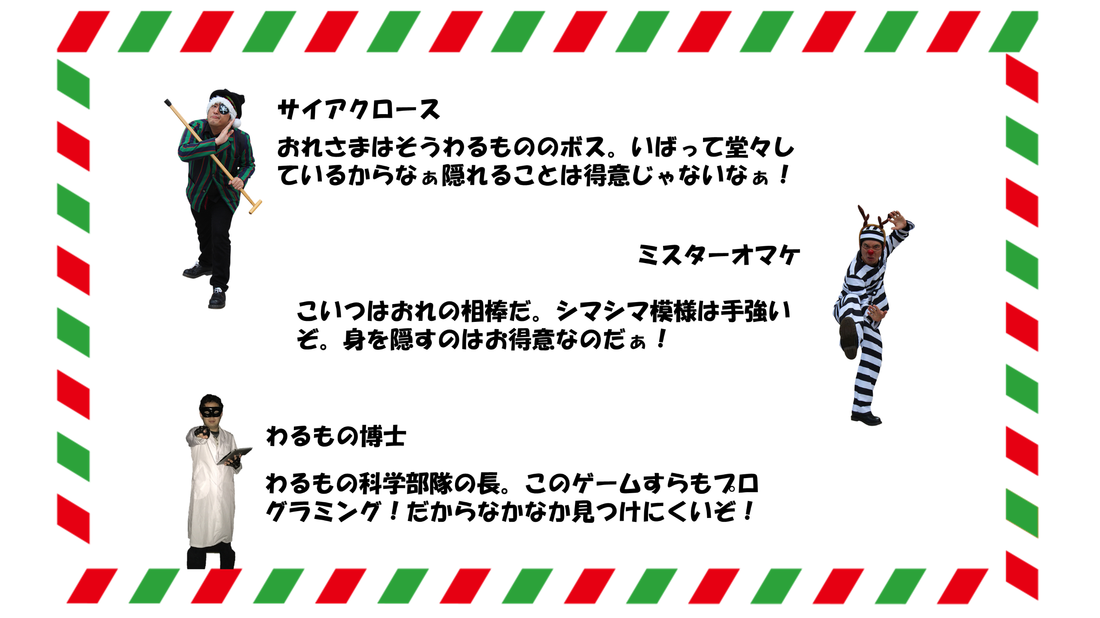 サイアクロース
おれさまはそうわるもののボス。いばって堂々し
ているからなぁ隠れることは得意じゃないなぁ！
ミスターオマケ
こいつはおれの相棒だ。シマシマ模様は手強い
ぞ。身を隠すのはお得意なのだぁ！
わるもの博士
わるもの科学部隊の長。このゲームすらもプロ
グラミング！だからなかなか見つけにくいぞ！